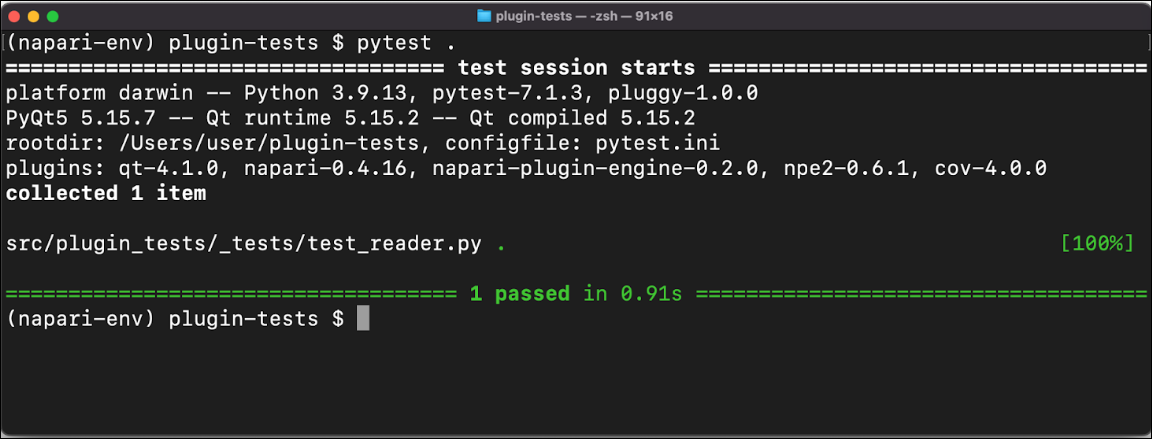 plugin-tests — -zsh — 91×16
(napari-env) plugin-tests $ pytest .
=================================== test session starts ===================================
platform darwin -- Python 3.9.13, pytest-7.1.3, pluggy-1.0.0
PyQt5 5.15.7 -- Qt runtime 5.15.2 -- Qt compiled 5.15.2
rootdir: /Users/user/plugin-tests, configfile: pytest.ini
plugins: qt-4.1.0, napari-0.4.16, napari-plugin-engine-0.2.0, npe2-0.6.1, cov-4.0.0
collected 1 item
src/plugin_tests/_tests/test_reader.py . [100%]
==================================== 1 passed in 0.91s ====================================
(napari-env) plugin-tests $